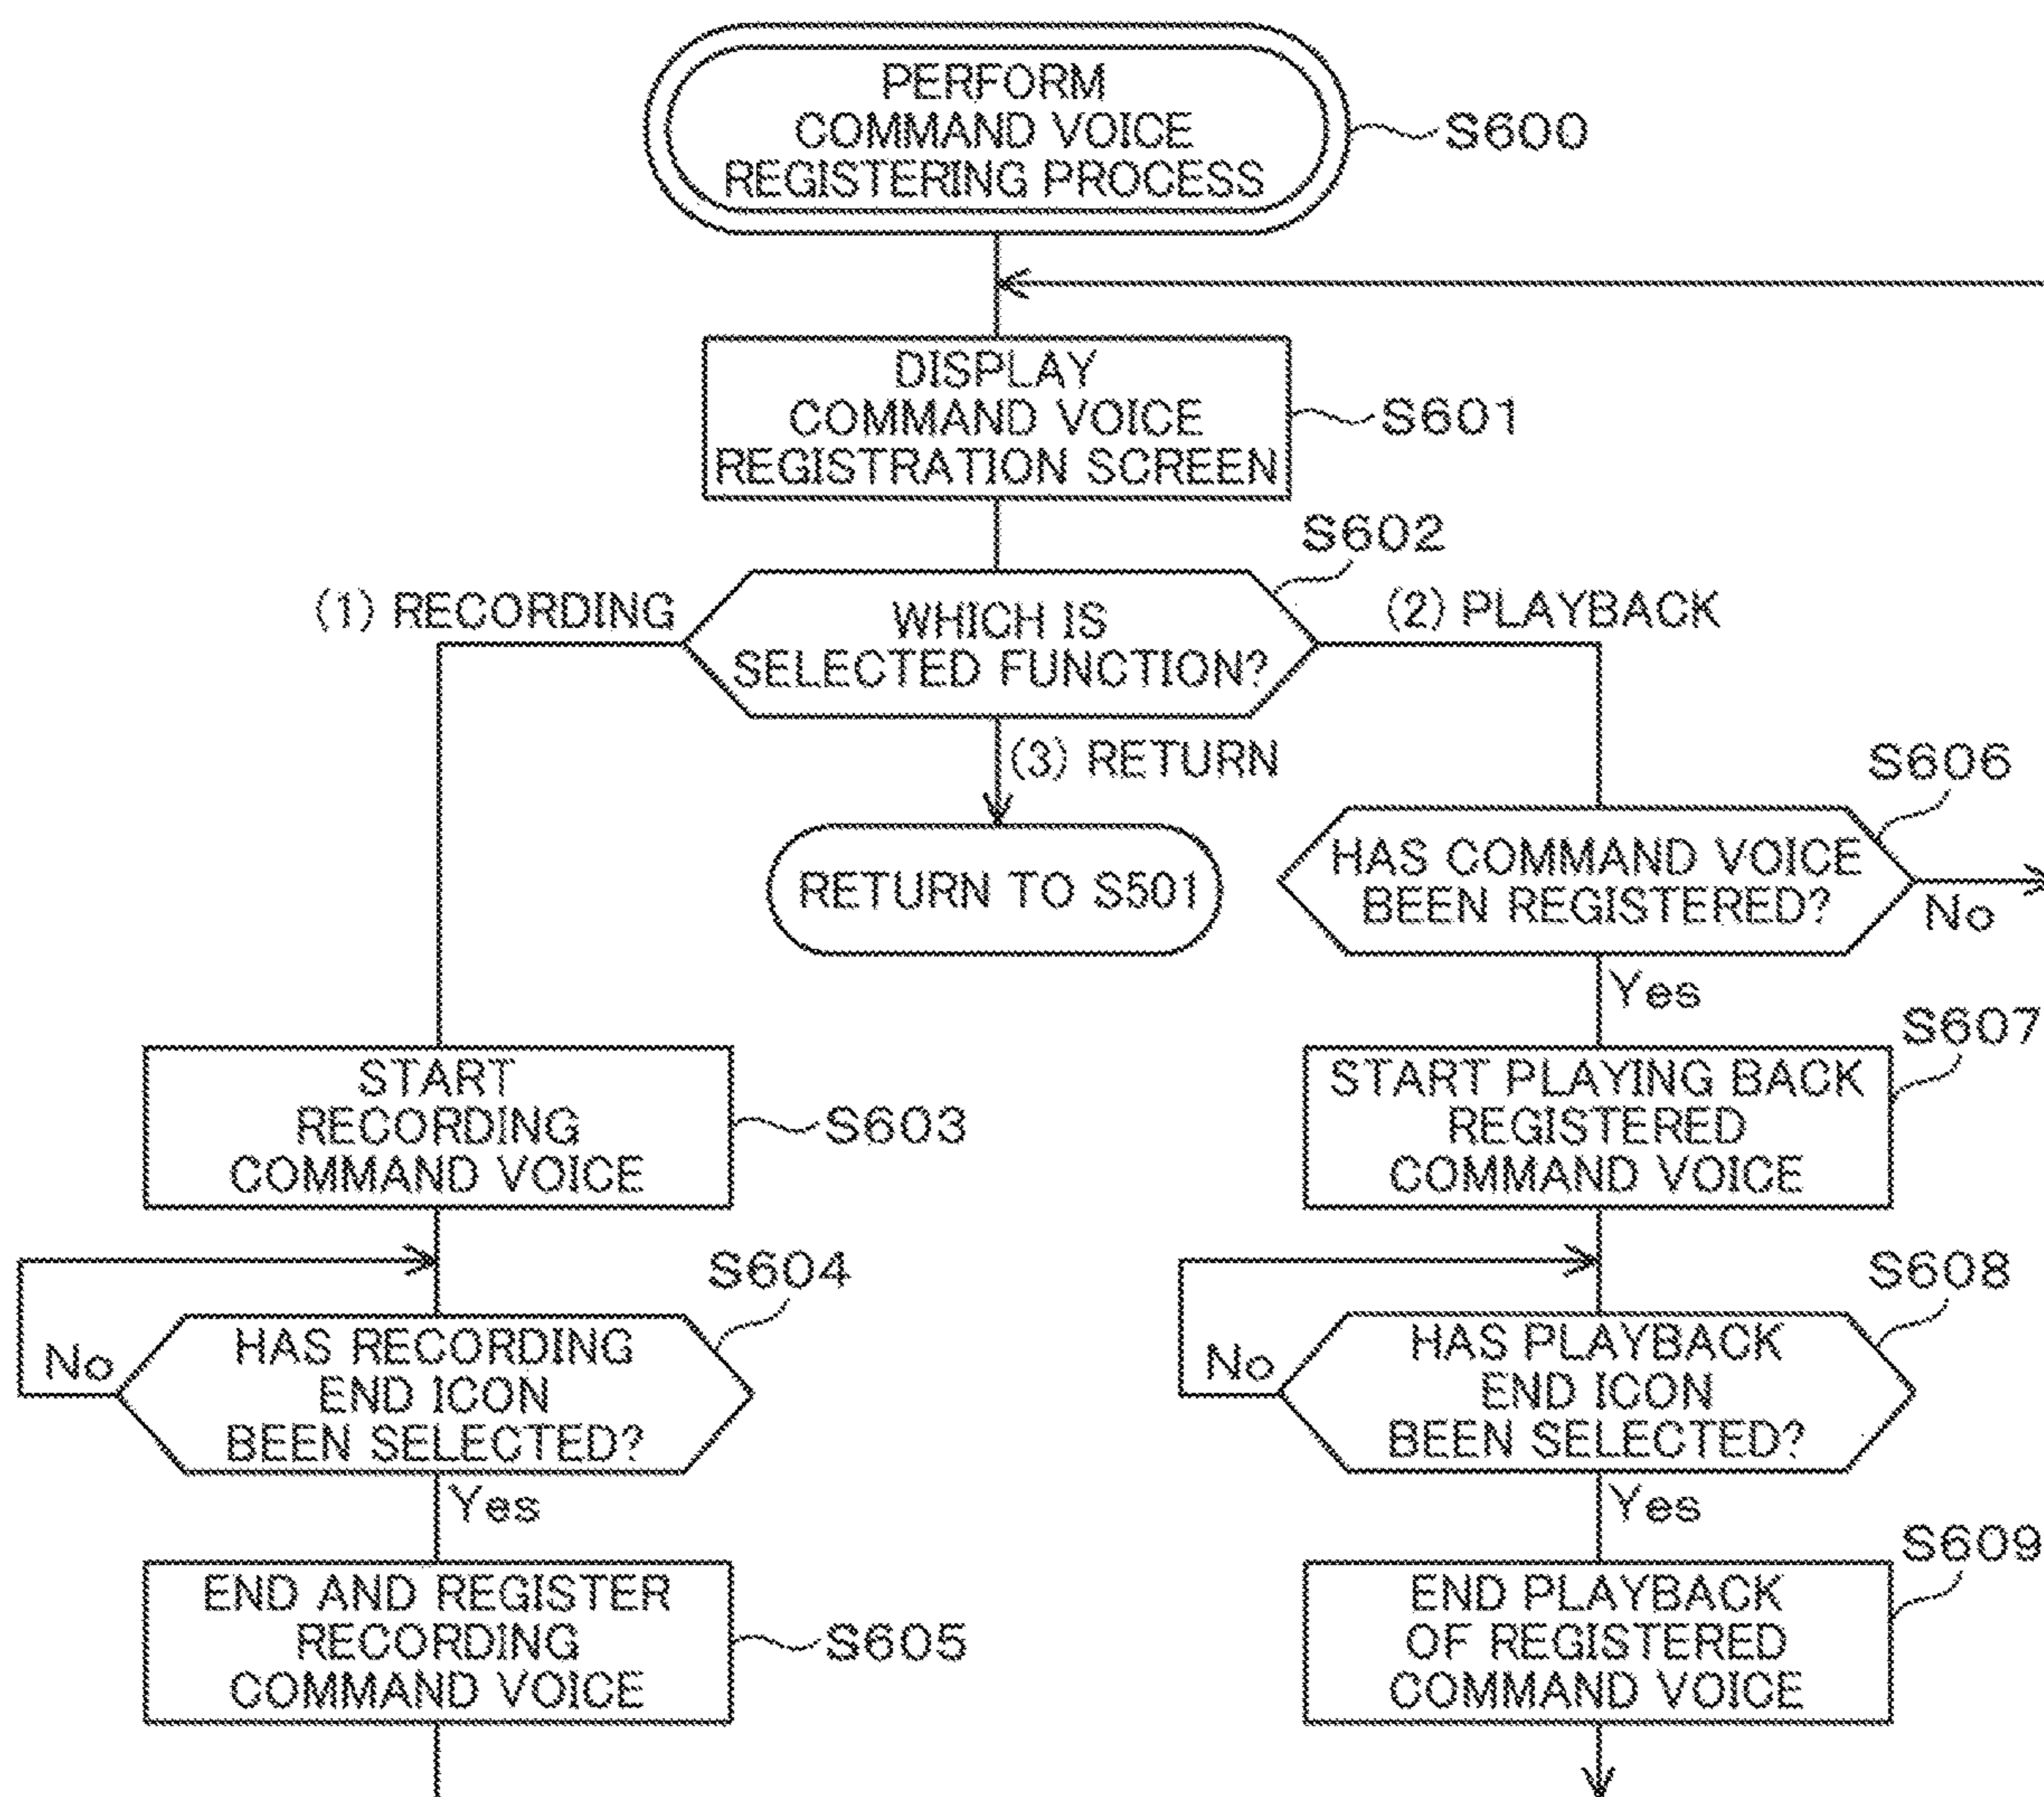 PERFORM
COMMAND VOICE
REGISTERING PROCESS
S600
DISPLAY
COMMAND VOICE
REGISTRATION SCREEN
S601
S602
(1) RECORDING
WHICH IS
SELECTED FUNCTION?
(2) PLAYBACK
(3) RETURN
RETURN TO S501
S606
HAS COMMAND VOICE
BEEN REGISTERED?
No
Yes
START
RECORDING
COMMAND VOICE
S603
S607
START PLAYING BACK
REGISTERED
COMMAND VOICE
S604
No
HAS RECORDING
END ICON
BEEN SELECTED?
Yes
S608
No
HAS PLAYBACK
END ICON
BEEN SELECTED?
Yes
END AND REGISTER
RECORDING
COMMAND VOICE
S605
S609
END PLAYBACK
OF REGISTERED
COMMAND VOICE